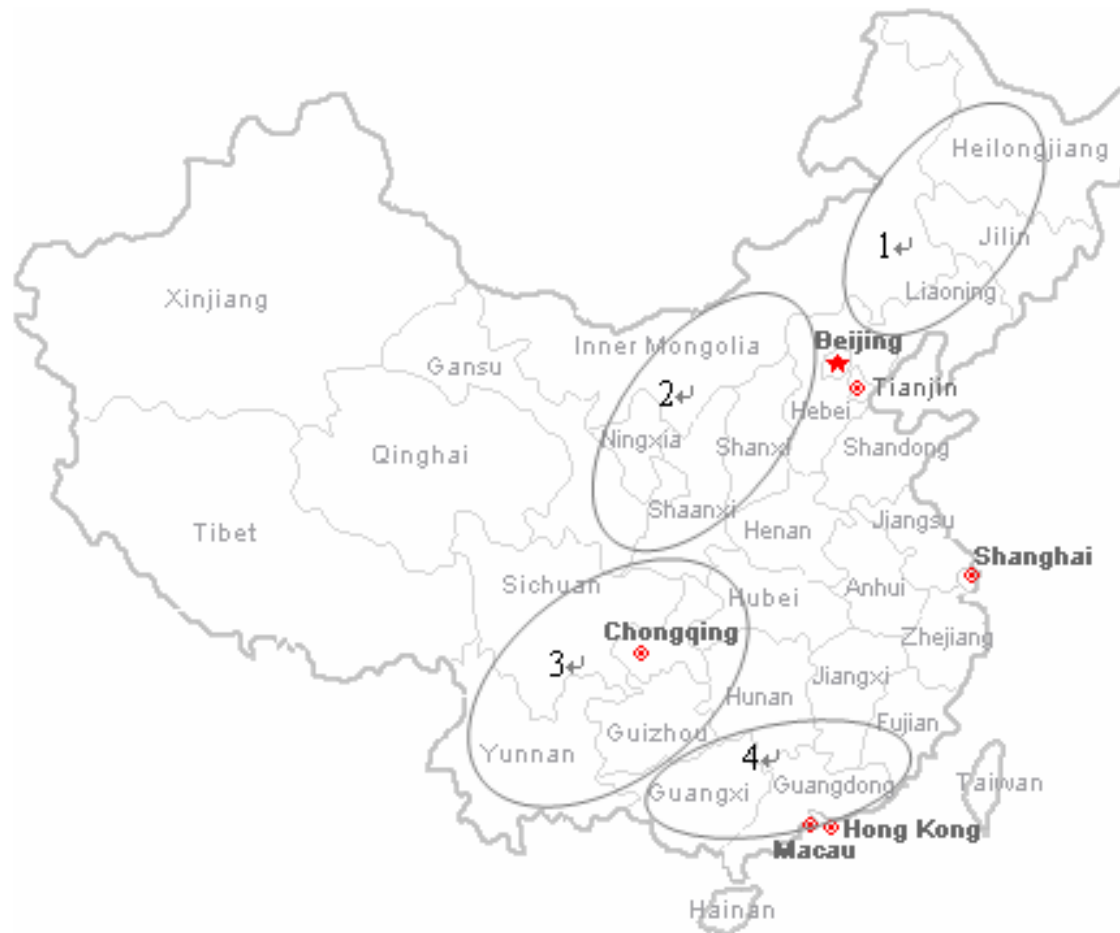 Heilongjiang
1↵
Jilin
Liaoning
Xinjiang
Inner Mongolia
Beijing
Gansu
Tianjin
2↵
Hebei
Ningxia
Shanxi
Shandong
Qinghai
Shaanxi
Jiangsu
Tibet
Henan
Shanghai
Sichuan
Hubei
Anhui
Chongqing
Zhejiang
3↵
Jiangxi
Hunan
Fujian
Guizhou
Yunnan
4↵
Guangxi
Guangdong
Taiwan
Hong Kong
Macau
Hainan